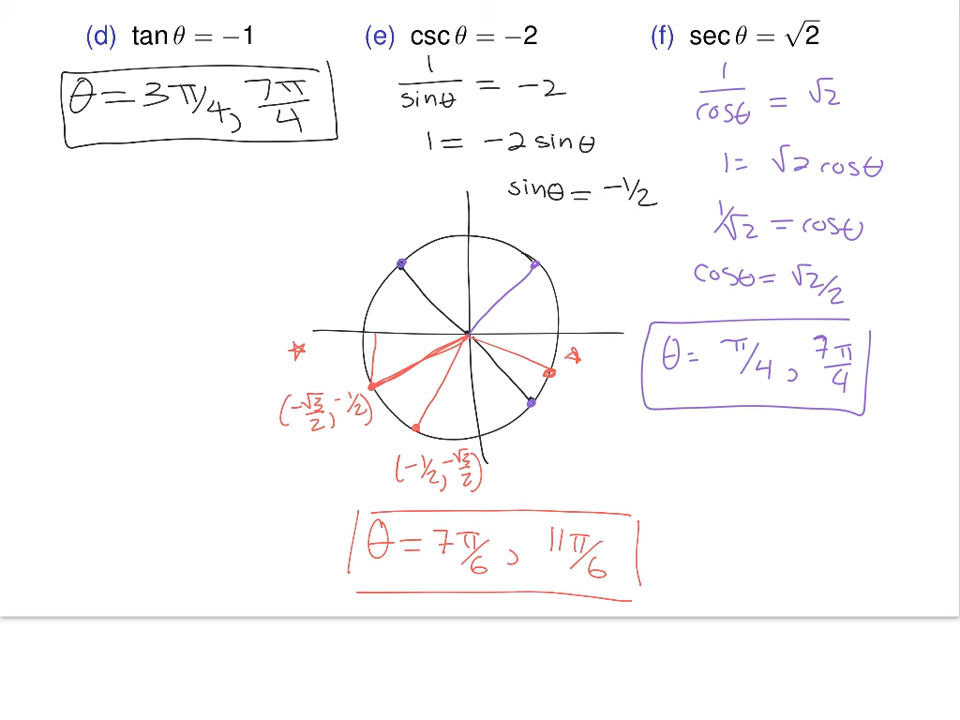 (d) tan θ = −1
θ = 3π/4, 7π/4
(e) csc θ = −2
1/sinθ = −2
1 = −2 sinθ
sinθ = −1/2
(−√3/2, −1/2)
(−1/2, −√3/2)
θ = 7π/6, 11π/6
(f) sec θ = √2
1/cosθ = √2
1 = √2 cosθ
1/√2 = cosθ
cosθ = √2/2
θ = π/4, 7π/4